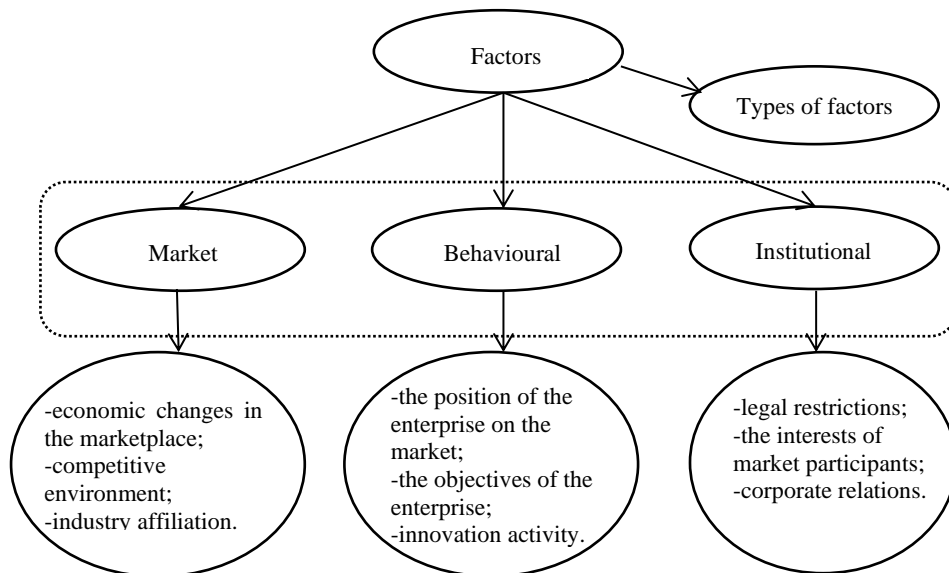 Factors
Types of factors
Market
Behavioural
Institutional
-economic changes in
the marketplace;
-competitive
environment;
-industry affiliation.
-the position of the
enterprise on the
market;
-the objectives of the
enterprise;
-innovation activity.
-legal restrictions;
-the interests of
market participants;
-corporate relations.